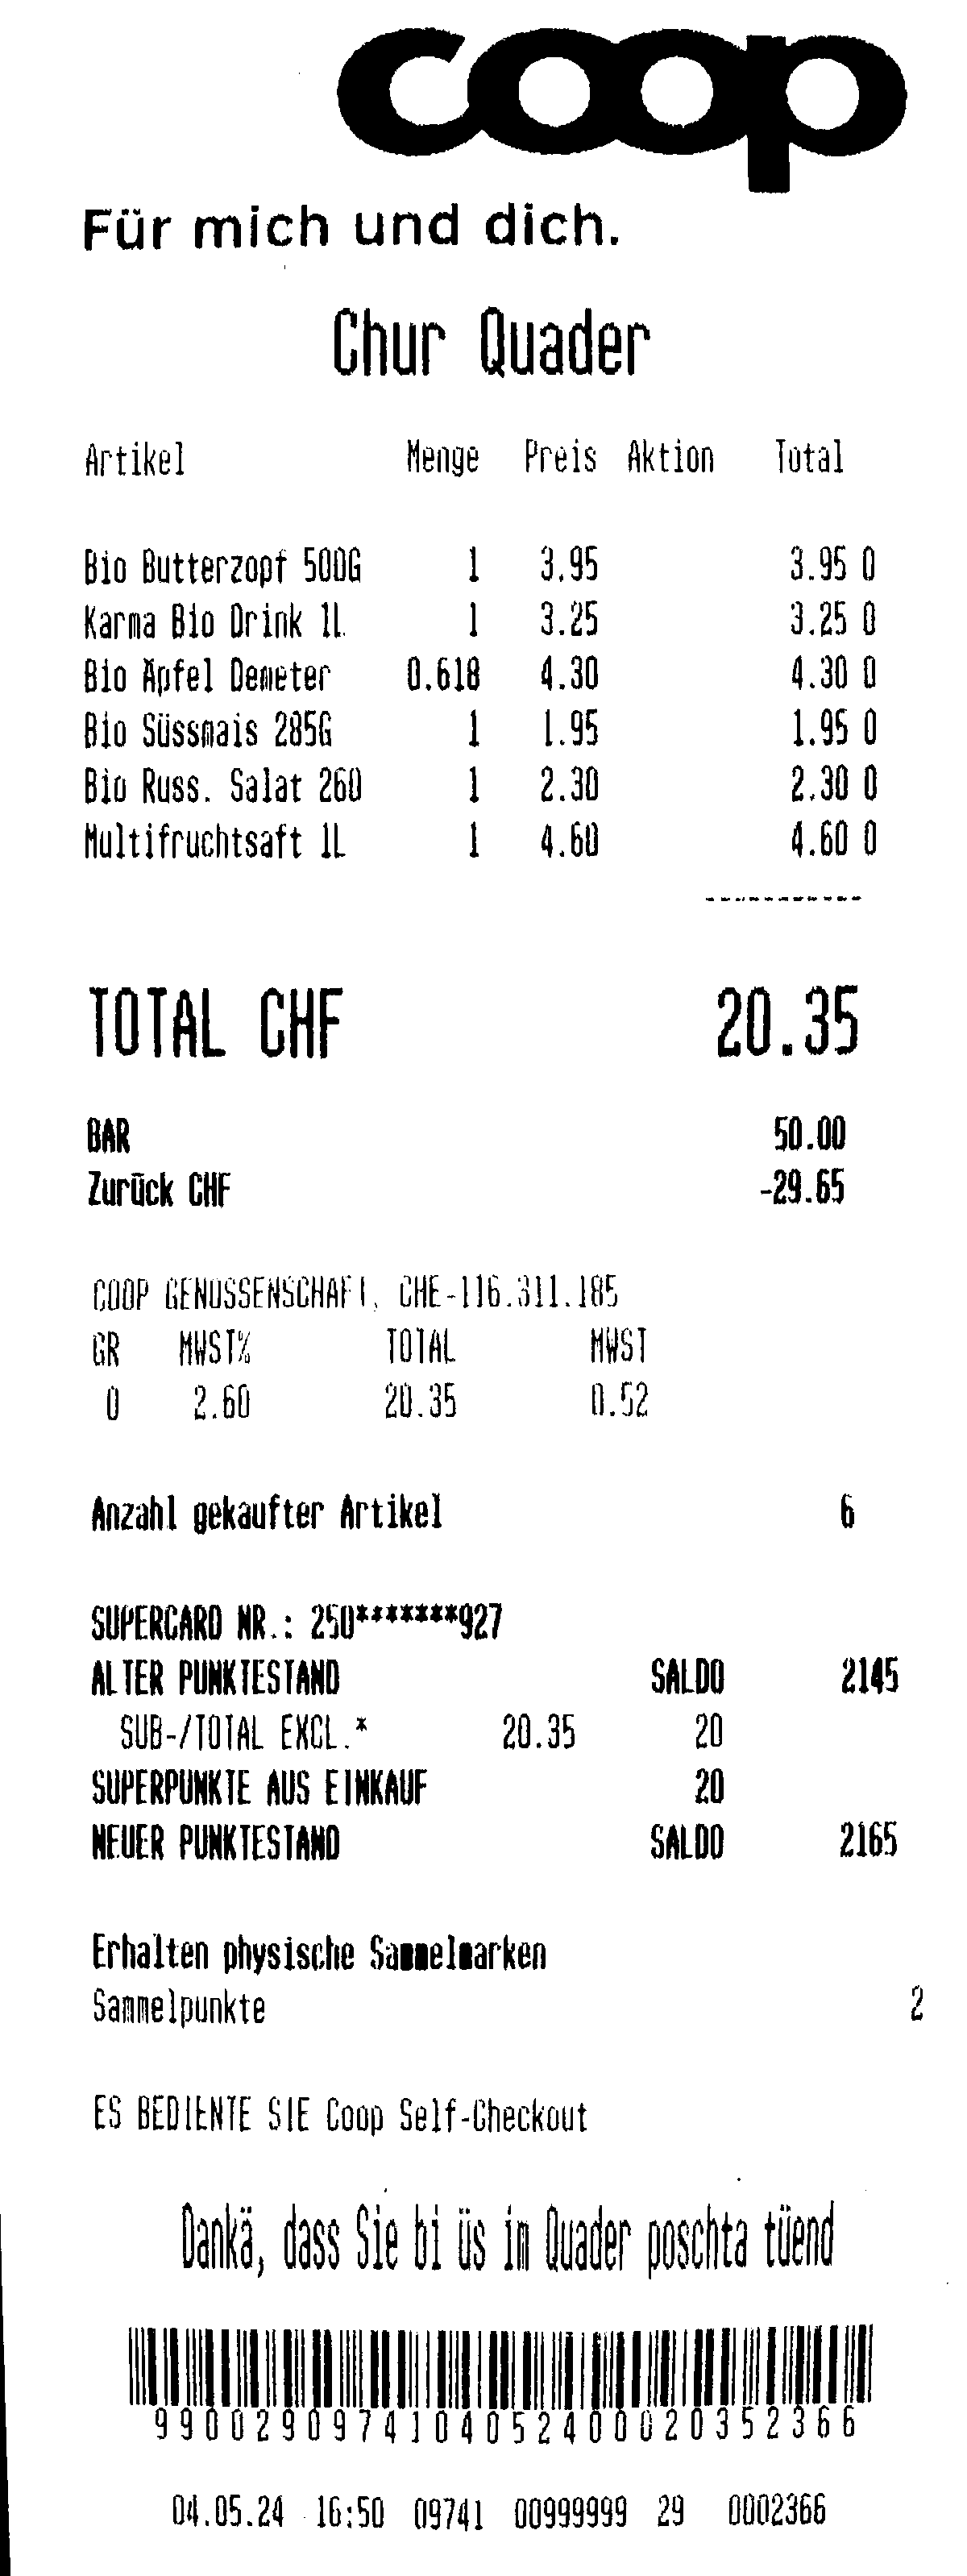 coop
Für mich und dich.
Chur Quader
Artikel Menge Preis Aktion Total
Bio Butterzopf 500G 1 3.95 3.95 0
Karma Bio Drink 1L 1 3.25 3.25 0
Bio Äpfel Demeter 0.618 4.30 4.30 0
Bio Süssmais 285G 1 1.95 1.95 0
Bio Russ. Salat 260 1 2.30 2.30 0
Multifruchtsaft 1L 1 4.60 4.60 0
-----------
TOTAL CHF 20.35
BAR 50.00
Zurück CHF -29.65
COOP GENOSSENSCHAFT, CHE-116.311.185
GR MWST% TOTAL MWST
0 2.60 20.35 0.52
Anzahl gekaufter Artikel 6
SUPERCARD NR.: 250*******927
ALTER PUNKTESTAND SALDO 2145
SUB-/TOTAL EXCL.* 20.35 20
SUPERPUNKTE AUS EINKAUF 20
NEUER PUNKTESTAND SALDO 2165
Erhalten physische Sammelmarken
Sammelpunkte 2
ES BEDIENTE SIE Coop Self-Checkout
Dankä, dass Sie bi üs im Quader poschta tüend
9900290974104052400020352366
04.05.24 16:50 09741 00999999 29 0002366